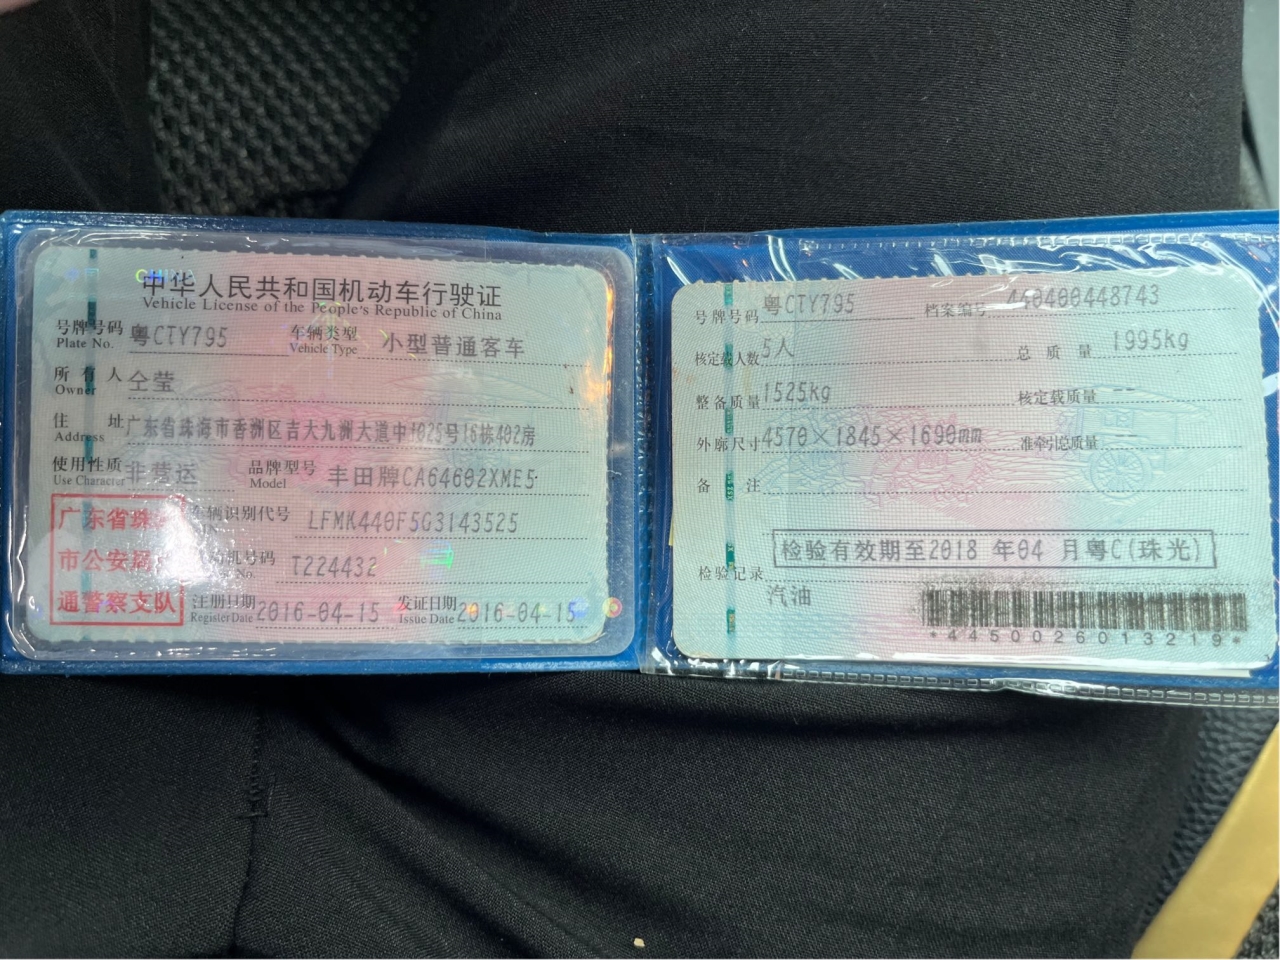 中华人民共和国机动车行驶证
Vehicle License of the People's Republic of China
号牌号码 粤CTY795 车辆类型 小型普通客车
Plate No. Vehicle Type
所有人 仝莹
Owner
住址 广东省珠海市香洲区吉大九洲大道中1025号16栋402房
Address
使用性质 非营运 品牌型号 丰田牌CA64602XME5
Use Character Model
广东省珠 车辆识别代号 LFMK440F5G3143525
市公安局 号码 T224432
通警察支队 注册日期 2016-04-15 发证日期 2016-04-15
Register Date Issue Date
号牌号码 粤CTY795 档案编号 440400448743
核定载人数 5人 总质量 1995kg
整备质量 1525kg 核定载质量 --
外廓尺寸 4570×1845×1690mm 准牵引总质量 --
备注
检验有效期至2018 年04 月粤C(珠光)
检验记录
汽油
*4450026013219*